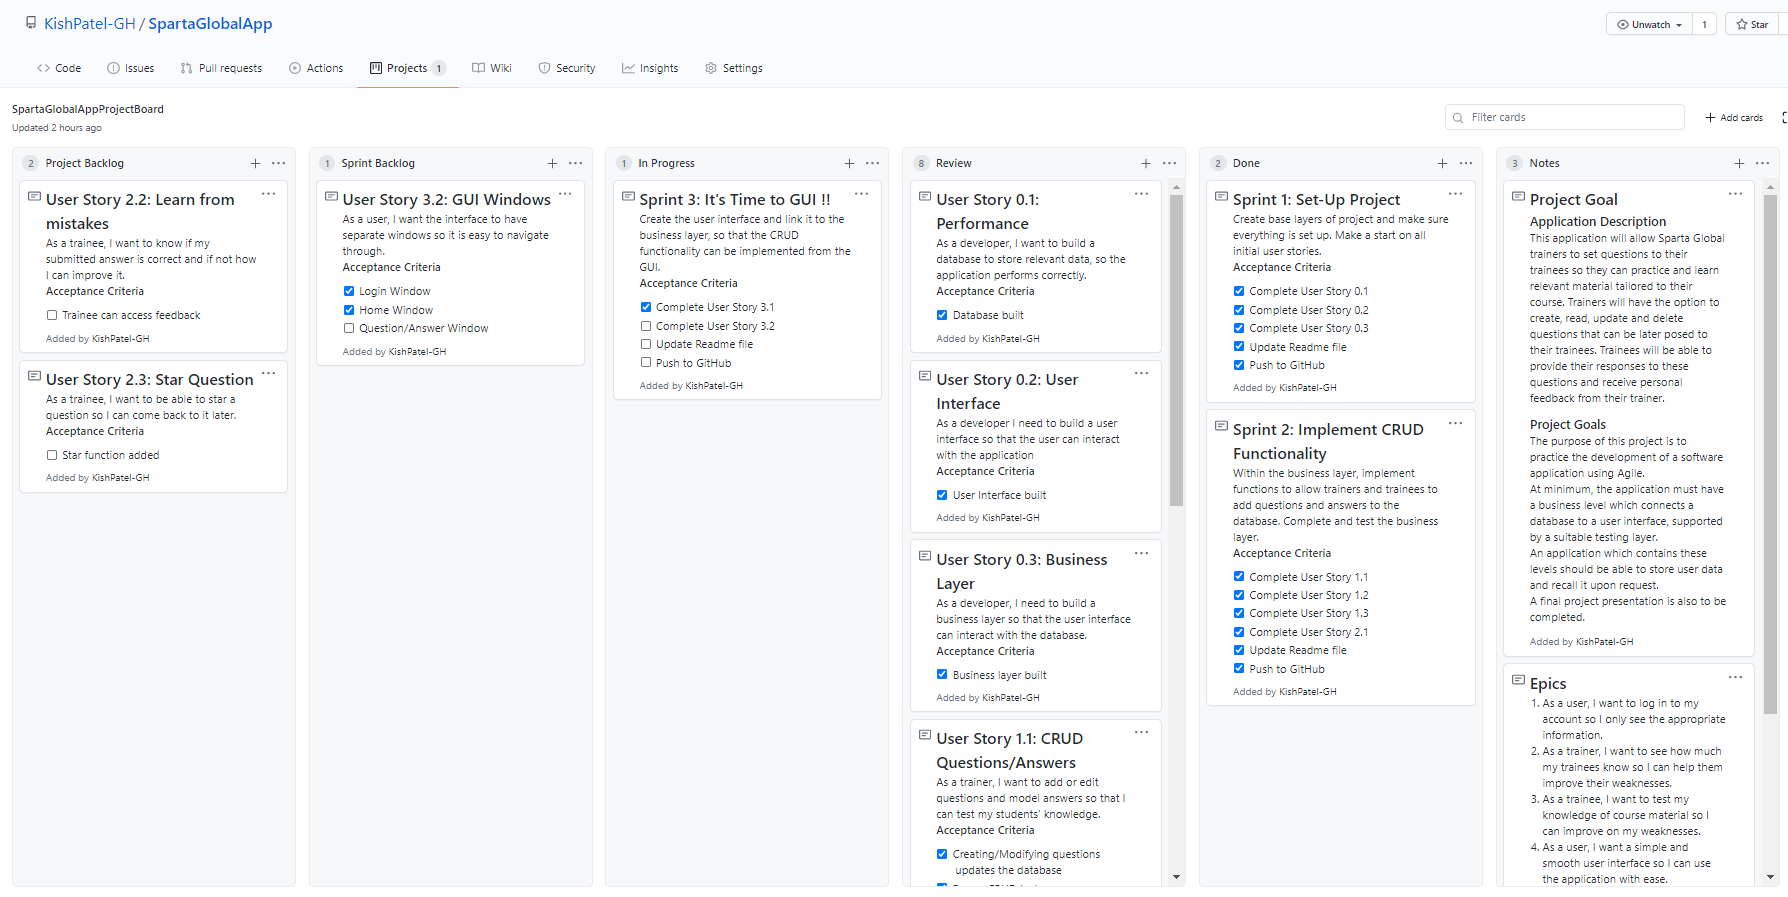 KishPatel-GH / SpartaGlobalApp
Unwatch 1 Star
Code Issues Pull requests Actions Projects 1 Wiki Security Insights Settings
SpartaGlobalAppProjectBoard
Updated 2 hours ago
Filter cards
Add cards
2 Project Backlog
User Story 2.2: Learn from
mistakes
As a trainee, I want to know if my
submitted answer is correct and if not how
I can improve it.
Acceptance Criteria
Trainee can access feedback
Added by KishPatel-GH
User Story 2.3: Star Question
As a trainee, I want to be able to star a
question so I can come back to it later.
Acceptance Criteria
Star function added
Added by KishPatel-GH
1 Sprint Backlog
User Story 3.2: GUI Windows
As a user, I want the interface to have
separate windows so it is easy to navigate
through.
Acceptance Criteria
Login Window
Home Window
Question/Answer Window
Added by KishPatel-GH
1 In Progress
Sprint 3: It's Time to GUI !!
Create the user interface and link it to the
business layer, so that the CRUD
functionality can be implemented from the
GUI.
Acceptance Criteria
Complete User Story 3.1
Complete User Story 3.2
Update Readme file
Push to GitHub
Added by KishPatel-GH
8 Review
User Story 0.1:
Performance
As a developer, I want to build a
database to store relevant data, so the
application performs correctly.
Acceptance Criteria
Database built
Added by KishPatel-GH
User Story 0.2: User
Interface
As a developer I need to build a user
interface so that the user can interact
with the application
Acceptance Criteria
User Interface built
Added by KishPatel-GH
User Story 0.3: Business
Layer
As a developer, I need to build a
business layer so that the user interface
can interact with the database.
Acceptance Criteria
Business layer built
Added by KishPatel-GH
User Story 1.1: CRUD
Questions/Answers
As a trainer, I want to add or edit
questions and model answers so that I
can test my students' knowledge.
Acceptance Criteria
Creating/Modifying questions
updates the database
2 Done
Sprint 1: Set-Up Project
Create base layers of project and make sure
everything is set up. Make a start on all
initial user stories.
Acceptance Criteria
Complete User Story 0.1
Complete User Story 0.2
Complete User Story 0.3
Update Readme file
Push to GitHub
Added by KishPatel-GH
Sprint 2: Implement CRUD
Functionality
Within the business layer, implement
functions to allow trainers and trainees to
add questions and answers to the
database. Complete and test the business
layer.
Acceptance Criteria
Complete User Story 1.1
Complete User Story 1.2
Complete User Story 1.3
Complete User Story 2.1
Update Readme file
Push to GitHub
Added by KishPatel-GH
3 Notes
Project Goal
Application Description
This application will allow Sparta Global
trainers to set questions to their
trainees so they can practice and learn
relevant material tailored to their
course. Trainers will have the option to
create, read, update and delete
questions that can be later posed to
their trainees. Trainees will be able to
provide their responses to these
questions and receive personal
feedback from their trainer.
Project Goals
The purpose of this project is to
practice the development of a software
application using Agile.
At minimum, the application must have
a business level which connects a
database to a user interface, supported
by a suitable testing layer.
An application which contains these
levels should be able to store user data
and recall it upon request.
A final project presentation is also to be
completed.
Added by KishPatel-GH
Epics
1. As a user, I want to log in to my
account so I only see the appropriate
information.
2. As a trainer, I want to see how much
my trainees know so I can help them
improve their weaknesses.
3. As a trainee, I want to test my
knowledge of course material so I
can improve on my weaknesses.
4. As a user, I want a simple and
smooth user interface so I can use
the application with ease.